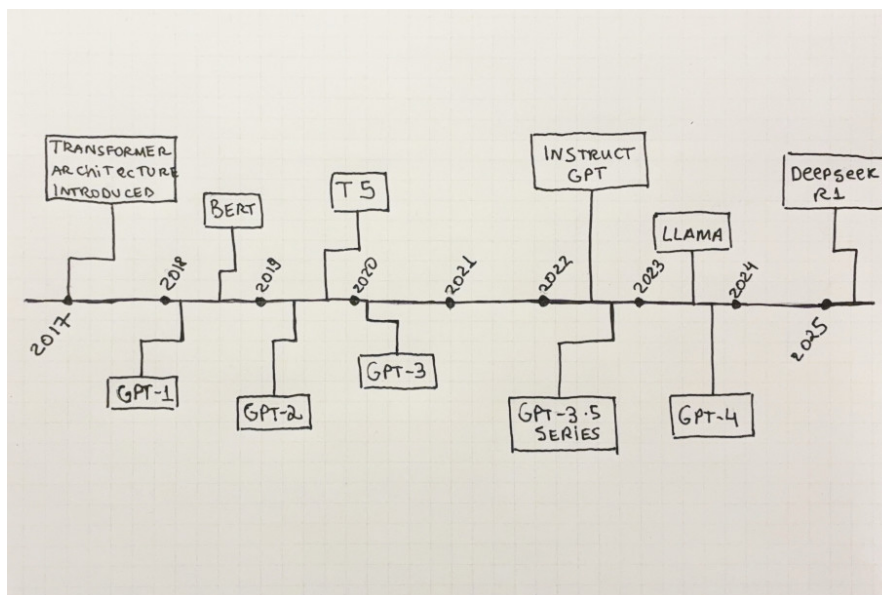 TRANSFORMER
ARCHITECTURE
INTRODUCED
BERT
T5
INSTRUCT
GPT
LLAMA
DEEPSEEK
R1
2017
2018
2019
2020
2021
2022
2023
2024
2025
GPT-1
GPT-2
GPT-3
GPT-3.5
SERIES
GPT-4